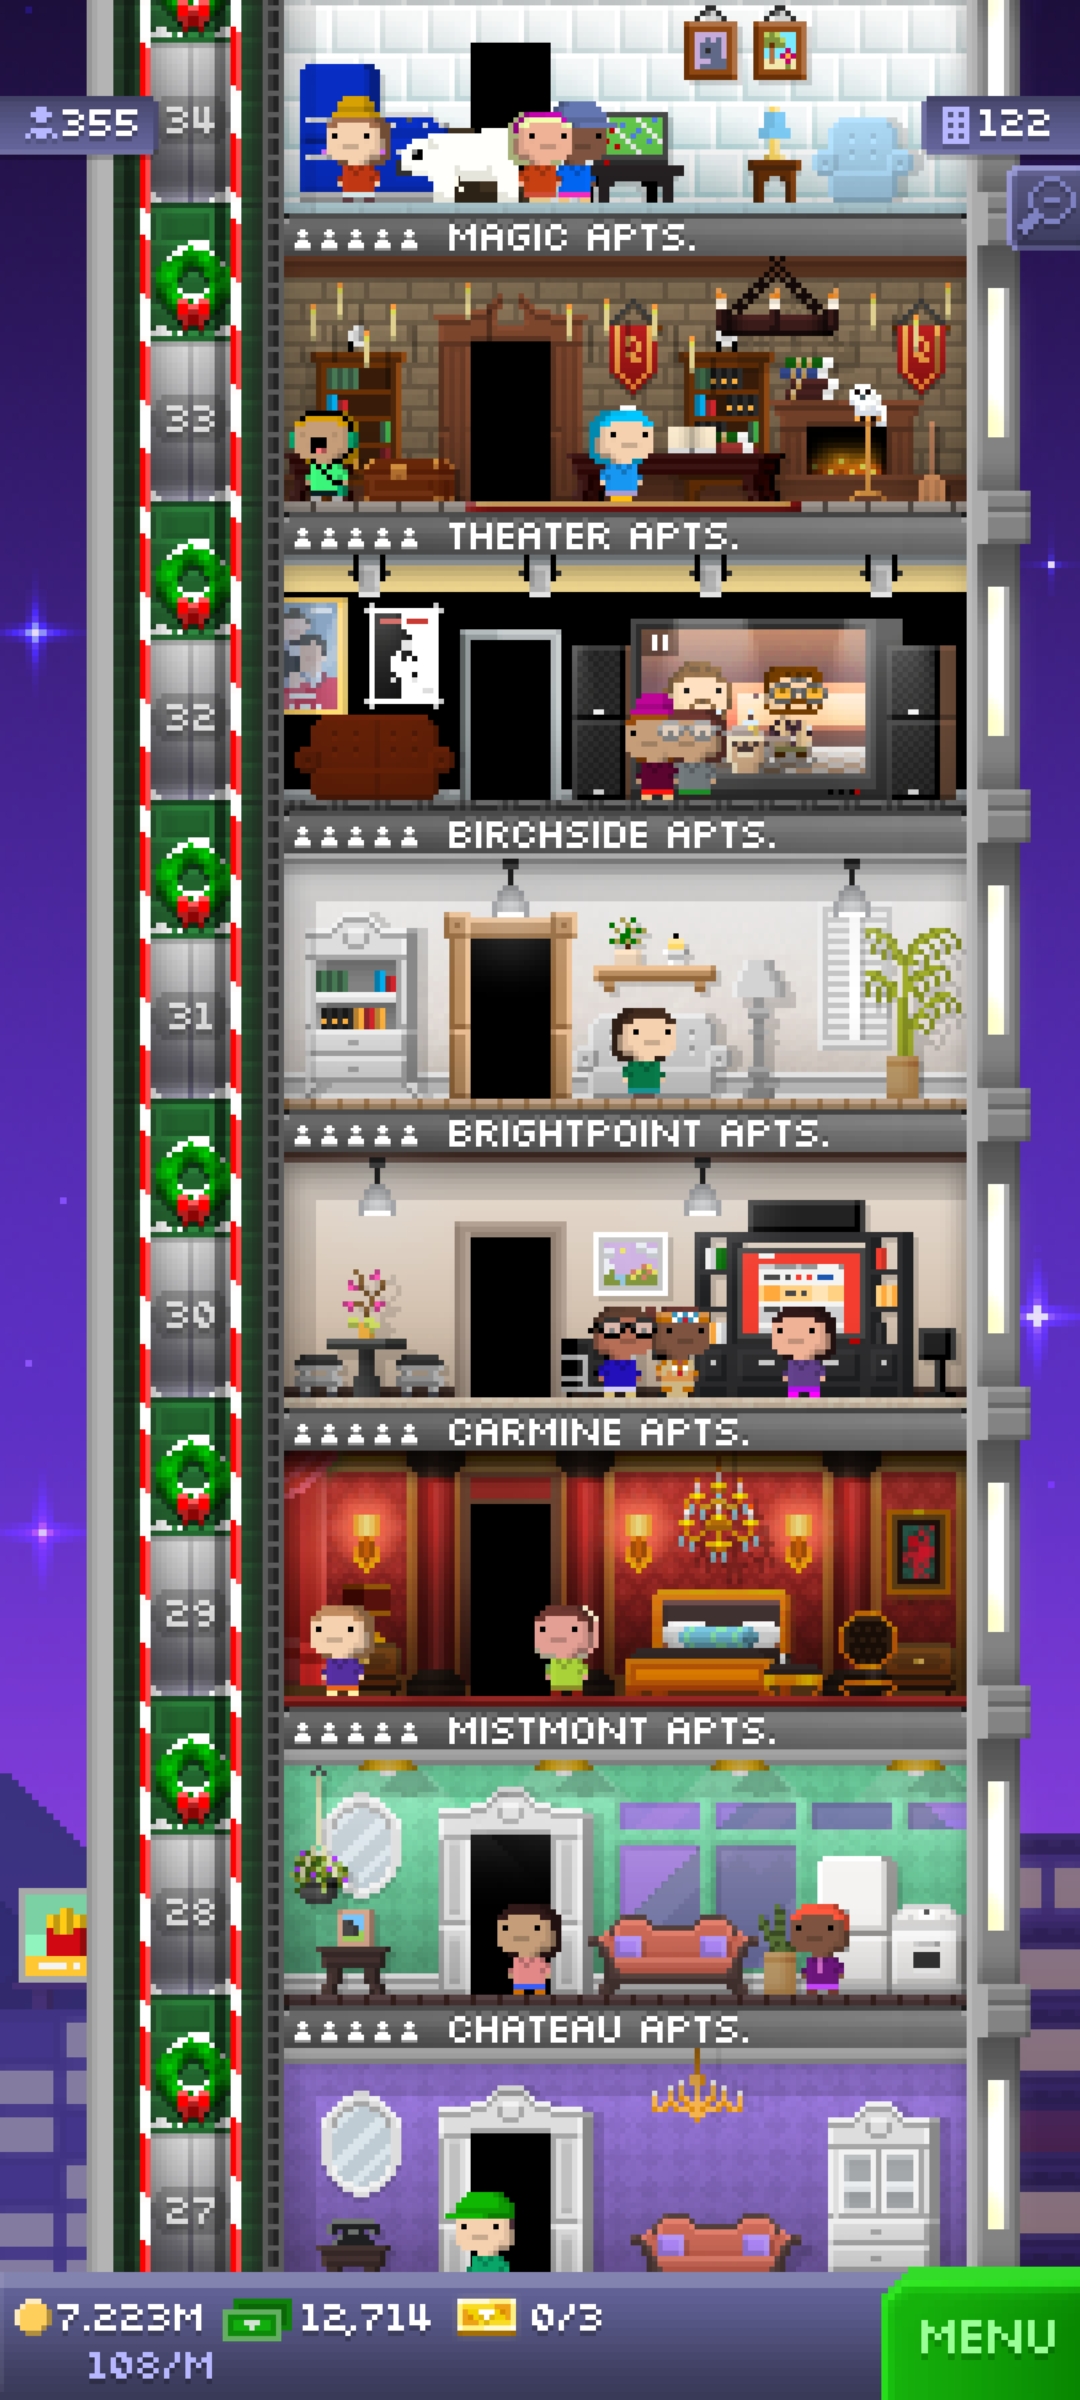 355
34
122
MAGIC APTS.
33
THEATER APTS.
32
BIRCHSIDE APTS.
31
BRIGHTPOINT APTS.
30
CARMINE APTS.
29
MISTMONT APTS.
28
CHATEAU APTS.
27
7.223M 12,714 0/3
108/M
MENU